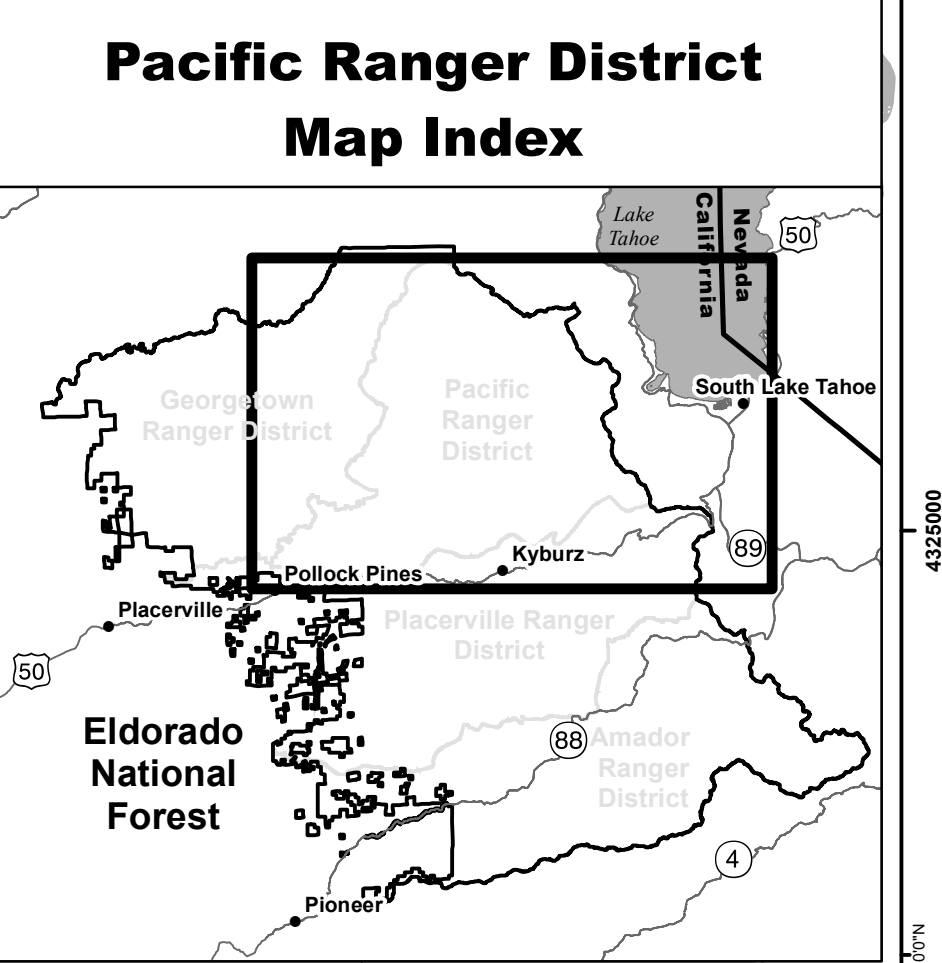 Pacific Ranger District
Map Index
Lake
Tahoe
California
Nevada
50
South Lake Tahoe
Georgetown
Ranger District
Pacific
Ranger
District
4325000
89
Kyburz
Pollock Pines
Placerville
Placerville Ranger
District
50
Eldorado
National
Forest
88
Amador
Ranger
District
4
Pioneer
0'0"N